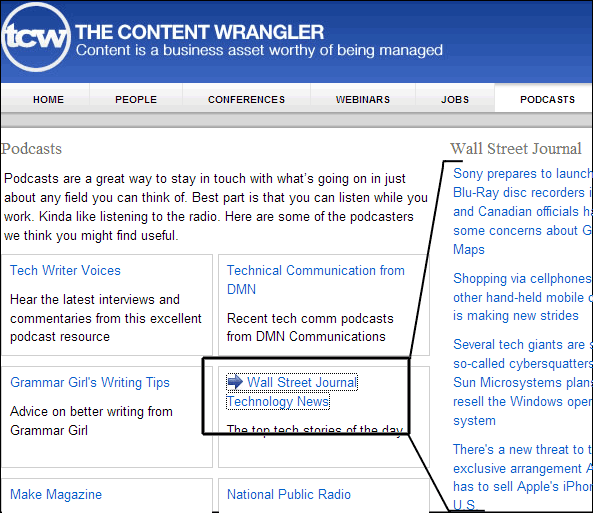 tcw
THE CONTENT WRANGLER
Content is a business asset worthy of being managed
HOME PEOPLE CONFERENCES WEBINARS JOBS PODCASTS
Podcasts
Podcasts are a great way to stay in touch with what's going on in just
about any field you can think of. Best part is that you can listen while you
work. Kinda like listening to the radio. Here are some of the podcasters
we think you might find useful.
Tech Writer Voices
Hear the latest interviews and
commentaries from this excellent
podcast resource
Technical Communication from
DMN
Recent tech comm podcasts
from DMN Communications
Grammar Girl's Writing Tips
Advice on better writing from
Grammar Girl
Wall Street Journal
Technology News
The top tech stories of the day
Make Magazine
National Public Radio
Wall Street Journal
Sony prepares to launch
Blu-Ray disc recorders i
and Canadian officials ha
some concerns about G
Maps
Shopping via cellphones
other hand-held mobile
is making new strides
Several tech giants are
so-called cybersquatters
Sun Microsystems plans
resell the Windows oper
system
There's a new threat to t
exclusive arrangement A
has to sell Apple's iPhon
U.S.